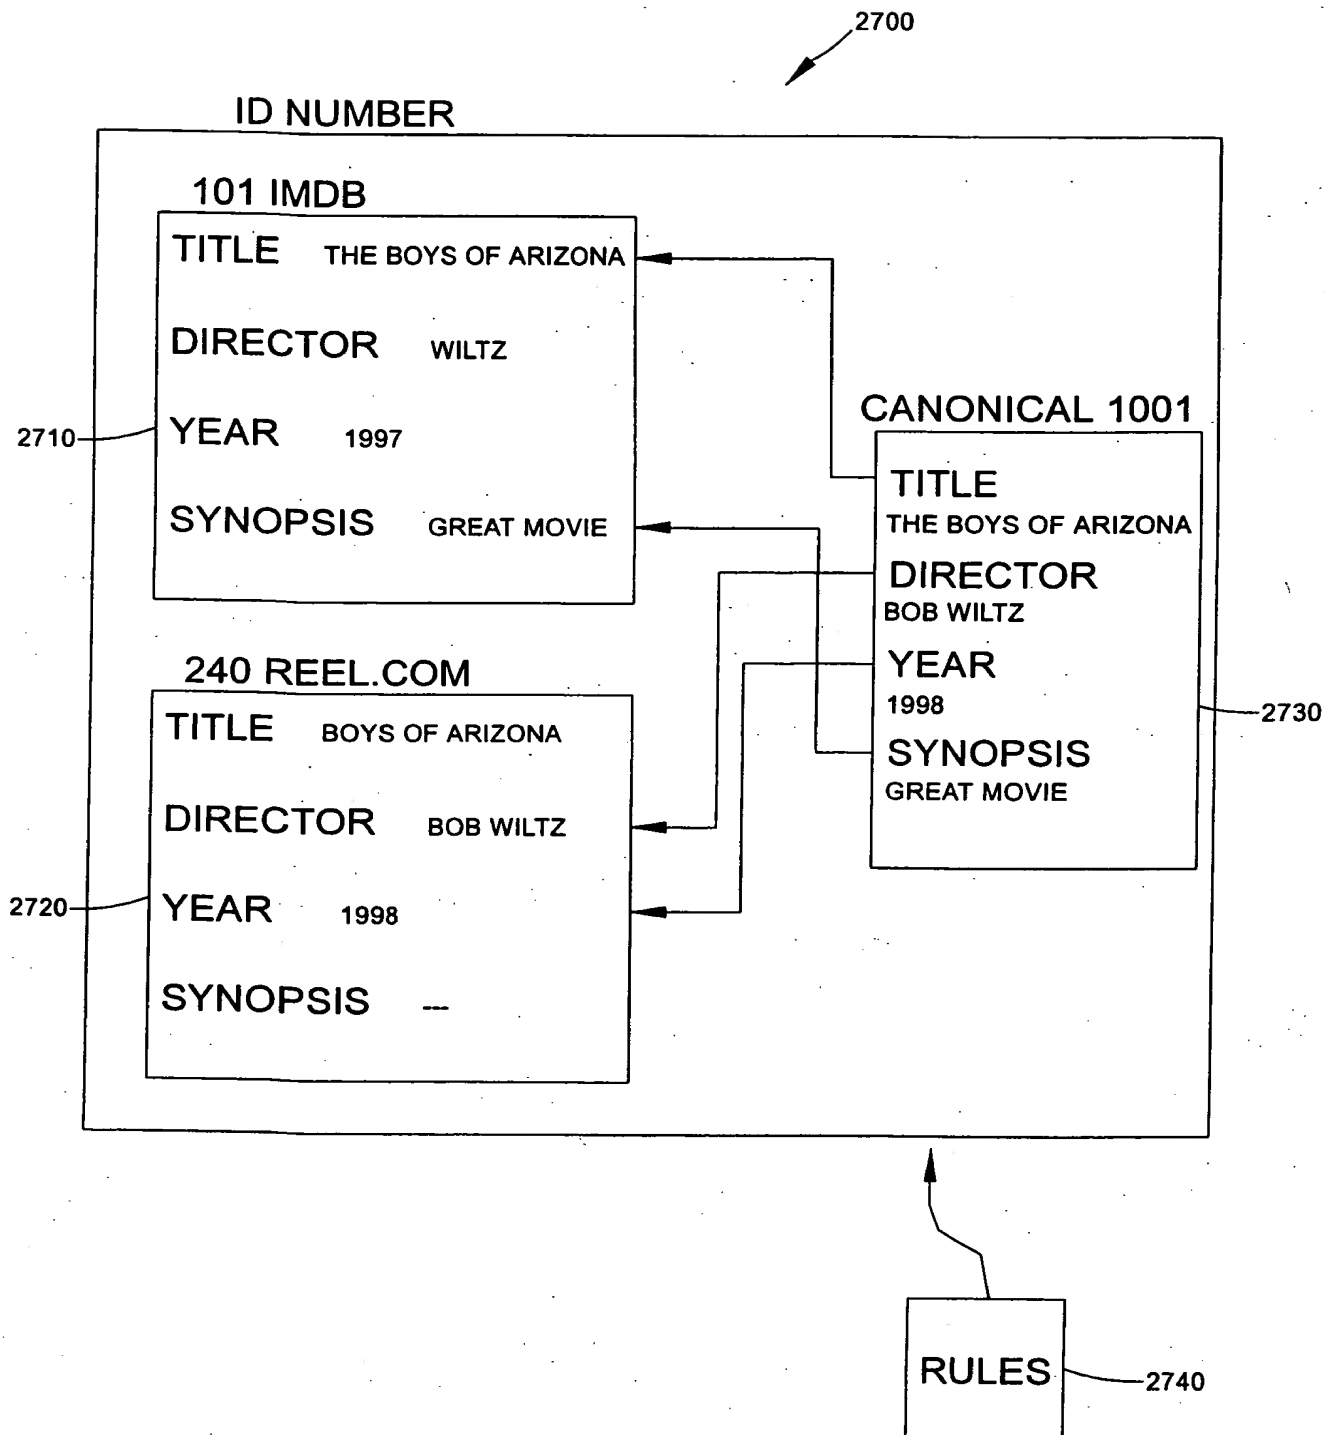 2700
ID NUMBER
101 IMDB
TITLE THE BOYS OF ARIZONA
DIRECTOR WILTZ
2710
YEAR 1997
SYNOPSIS GREAT MOVIE
240 REEL.COM
TITLE BOYS OF ARIZONA
DIRECTOR BOB WILTZ
2720
YEAR 1998
SYNOPSIS ---
CANONICAL 1001
TITLE
THE BOYS OF ARIZONA
DIRECTOR
BOB WILTZ
YEAR
1998
2730
SYNOPSIS
GREAT MOVIE
RULES
2740